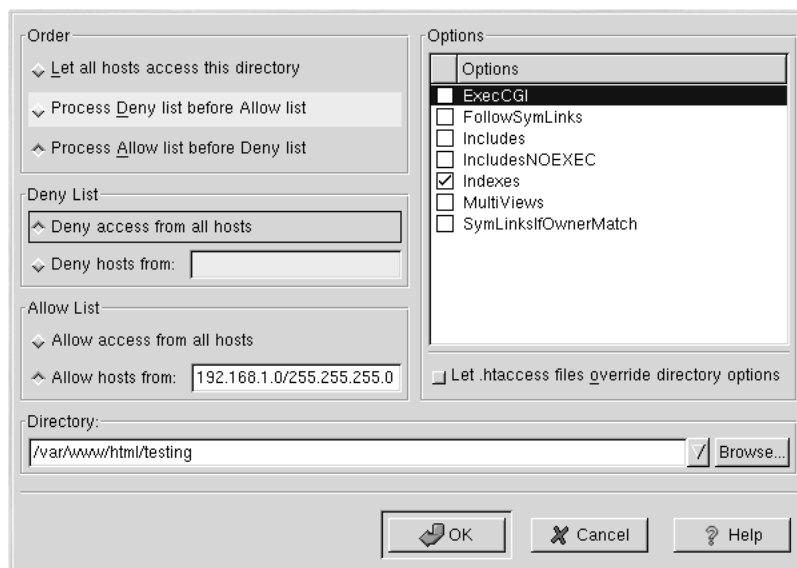 Order
Let all hosts access this directory
Process Deny list before Allow list
Process Allow list before Deny list
Deny List
Deny access from all hosts
Deny hosts from:
Allow List
Allow access from all hosts
Allow hosts from: 192.168.1.0/255.255.255.0
Options
Options
ExecCGI
FollowSymLinks
Includes
IncludesNOEXEC
Indexes
MultiViews
SymLinksIfOwnerMatch
Let .htaccess files override directory options
Directory:
/var/www/html/testing Browse...
OK Cancel Help